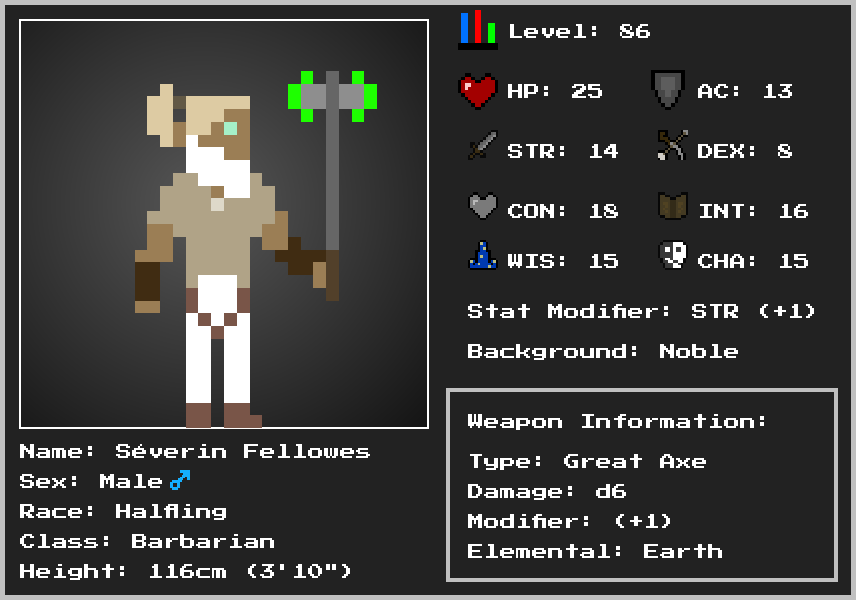 Level: 86
HP: 25 AC: 13
STR: 14 DEX: 8
CON: 18 INT: 16
WIS: 15 CHA: 15
Stat Modifier: STR (+1)
Background: Noble
Weapon Information:
Type: Great Axe
Damage: d6
Modifier: (+1)
Elemental: Earth
Name: Séverin Fellowes
Sex: Male ♂
Race: Halfling
Class: Barbarian
Height: 116cm (3'10")